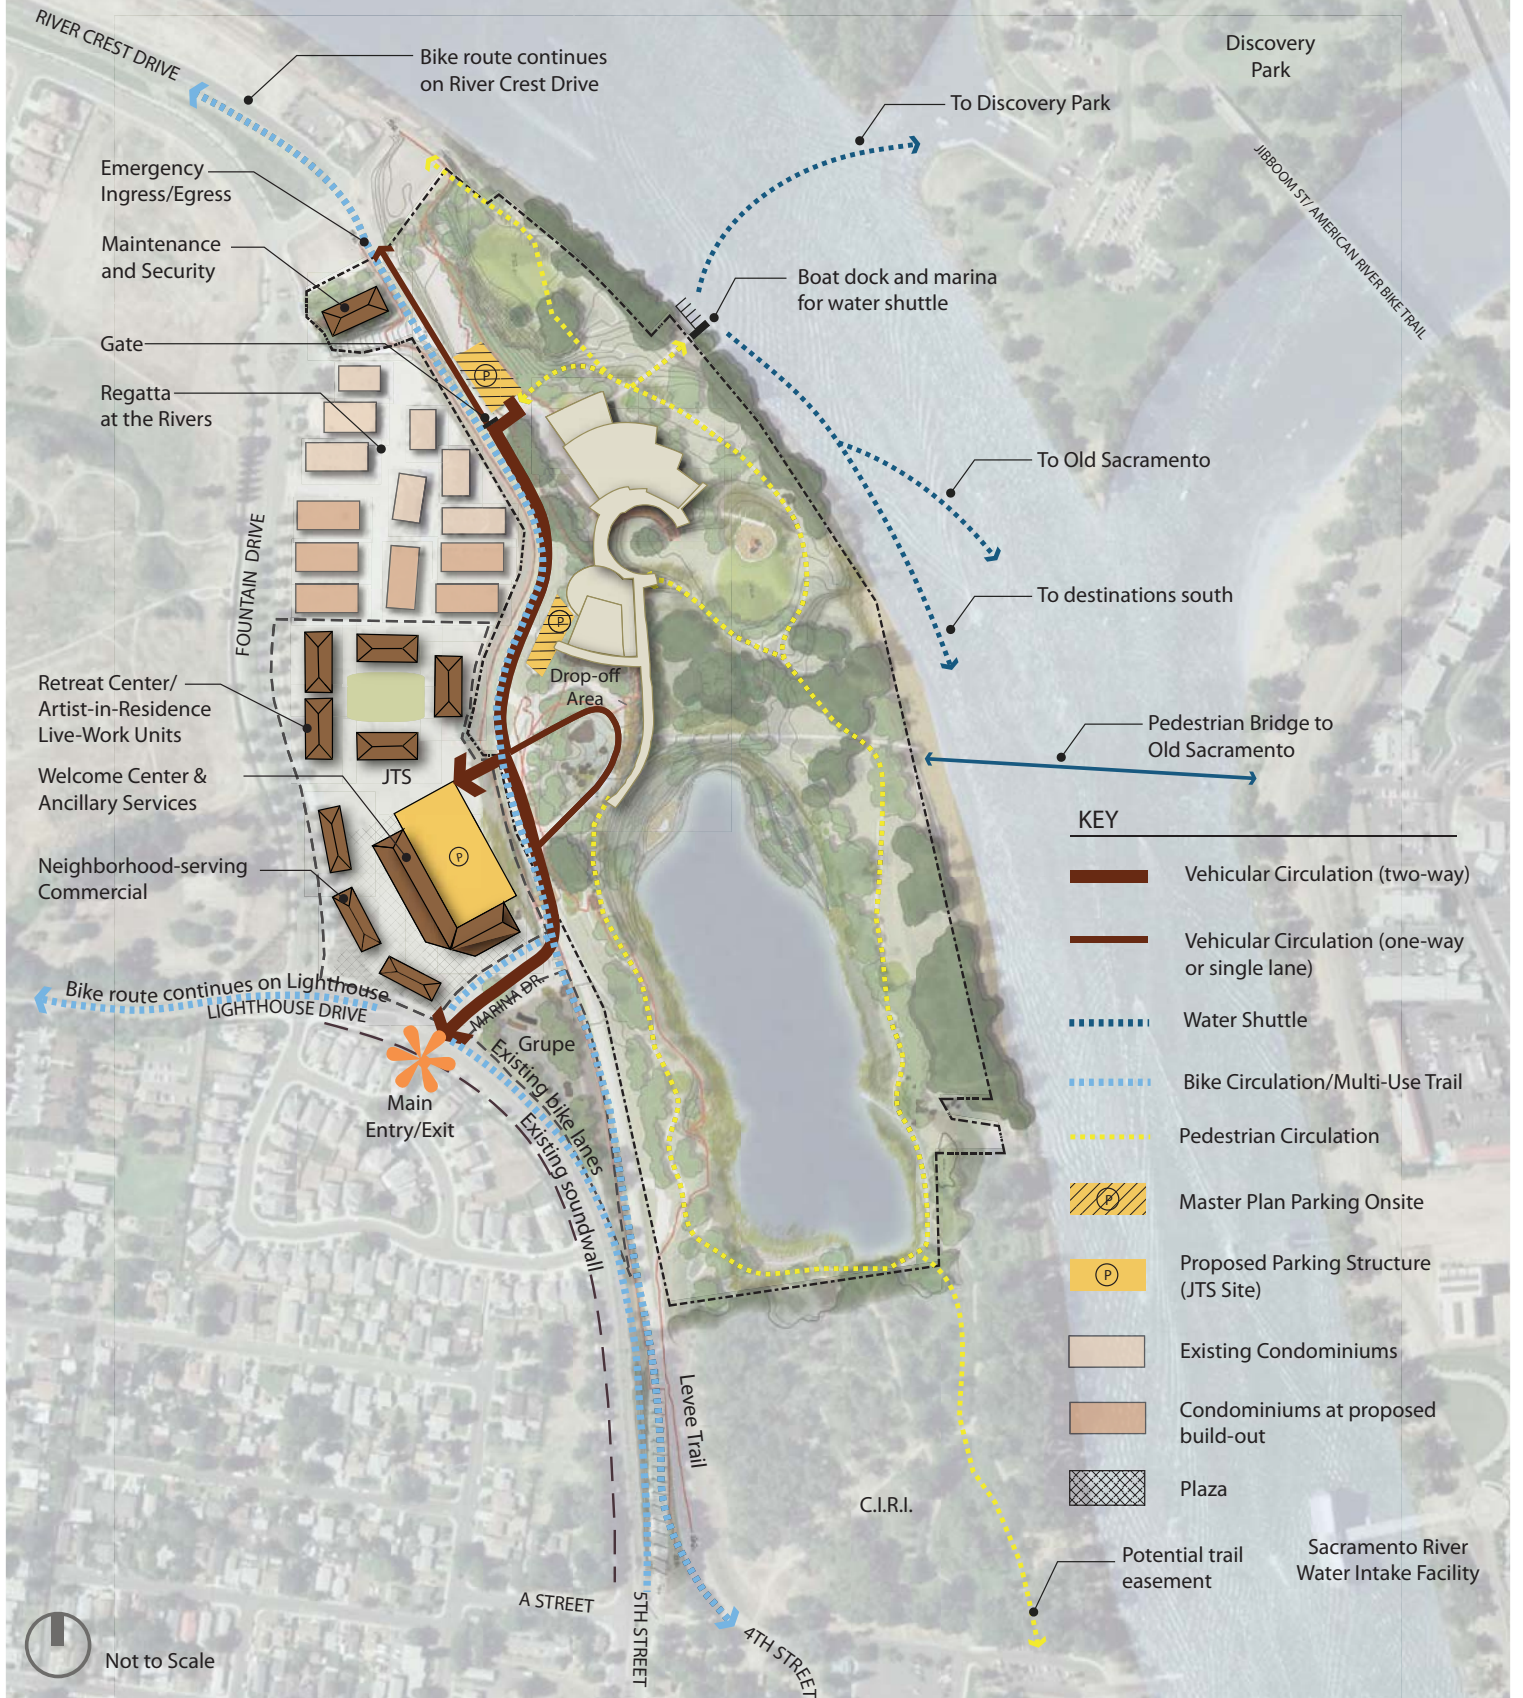 RIVER CREST DRIVE
Bike route continues
on River Crest Drive
Discovery
Park
To Discovery Park
JIBBOOM ST/ AMERICAN RIVER BIKE TRAIL
Emergency
Ingress/Egress
Maintenance
and Security
Boat dock and marina
for water shuttle
Gate
P
Regatta
at the Rivers
To Old Sacramento
FOUNTAIN DRIVE
To destinations south
P
Drop-off
Area
Retreat Center/
Artist-in-Residence
Live-Work Units
Pedestrian Bridge to
Old Sacramento
JTS
Welcome Center &
Ancillary Services
P
Neighborhood-serving
Commercial
Bike route continues on Lighthouse
LIGHTHOUSE DRIVE
MARINA DR.
Grupe
Existing bike lanes
Existing soundwall
Main
Entry/Exit
KEY
Vehicular Circulation (two-way)
Vehicular Circulation (one-way
or single lane)
Water Shuttle
Bike Circulation/Multi-Use Trail
Pedestrian Circulation
P
Master Plan Parking Onsite
P
Proposed Parking Structure
(JTS Site)
Existing Condominiums
Condominiums at proposed
build-out
Plaza
Levee Trail
C.I.R.I.
Potential trail
easement
Sacramento River
Water Intake Facility
A STREET
5TH STREET
4TH STREET
Not to Scale